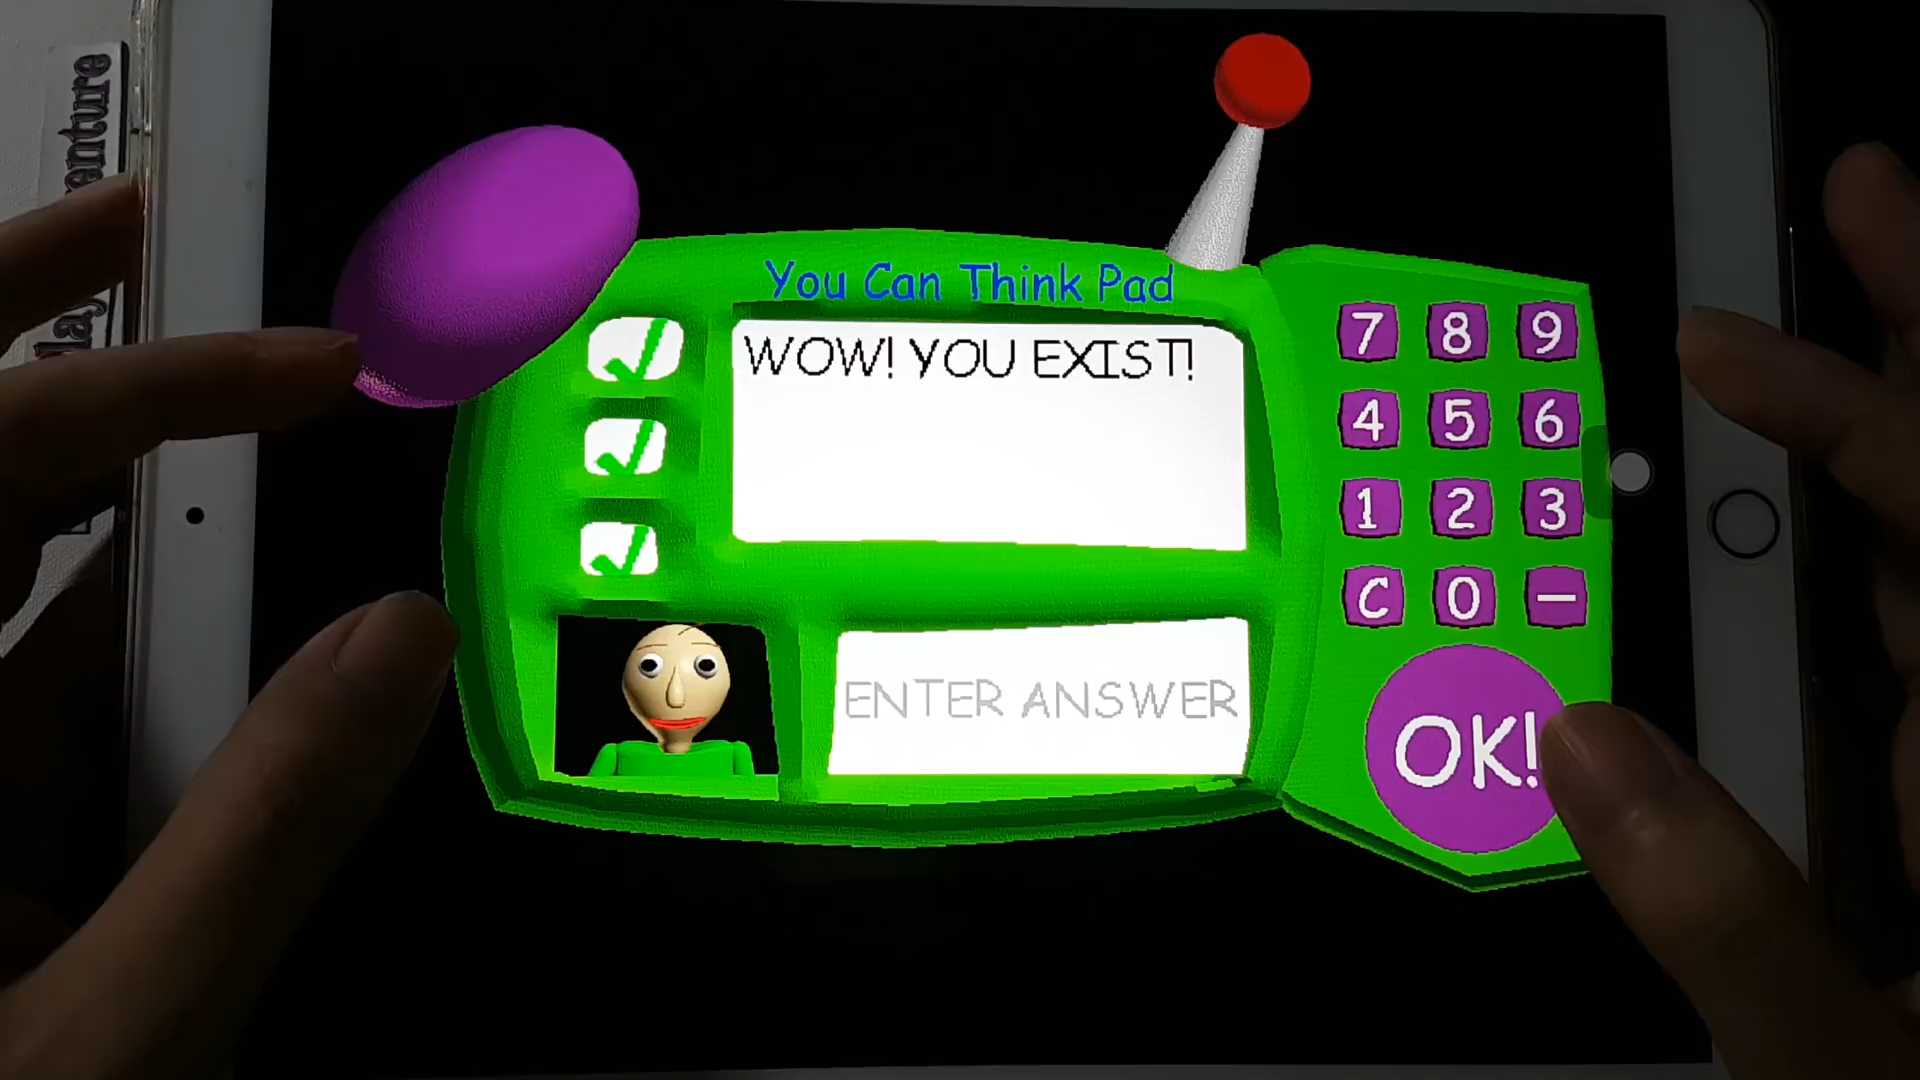 enture
You Can Think Pad
WOW! YOU EXIST!
7 8 9
4 5 6
1 2 3
C 0 -
ENTER ANSWER
OK!